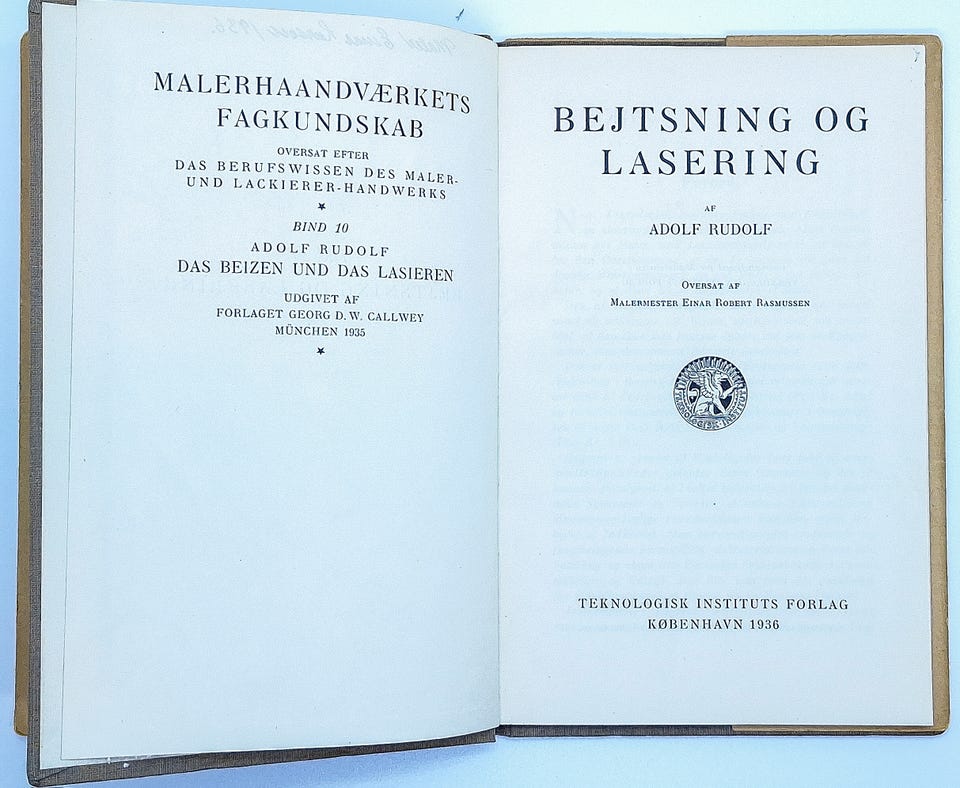 MALERHAANDVÆRKETS
FAGKUNDSKAB
OVERSAT EFTER
DAS BERUFSWISSEN DES MALER-
UND LACKIERER-HANDWERKS
BIND 10
ADOLF RUDOLF
DAS BEIZEN UND DAS LASIEREN
UDGIVET AF
FORLAGET GEORG D. W. CALLWEY
MÜNCHEN 1935
BEJTSNING OG
LASERING
AF
ADOLF RUDOLF
OVERSAT AF
MALERMESTER EINAR ROBERT RASMUSSEN
TEKNOLOGISK INSTITUT
TEKNOLOGISK INSTITUTS FORLAG
KØBENHAVN 1936